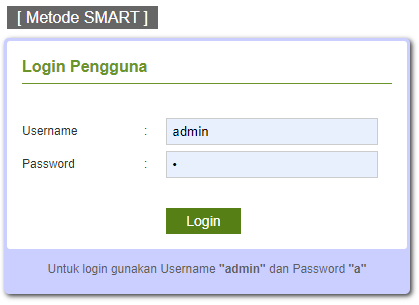 [ Metode SMART ]
Login Pengguna
Username : admin
Password : •
Login
Untuk login gunakan Username "admin" dan Password "a"